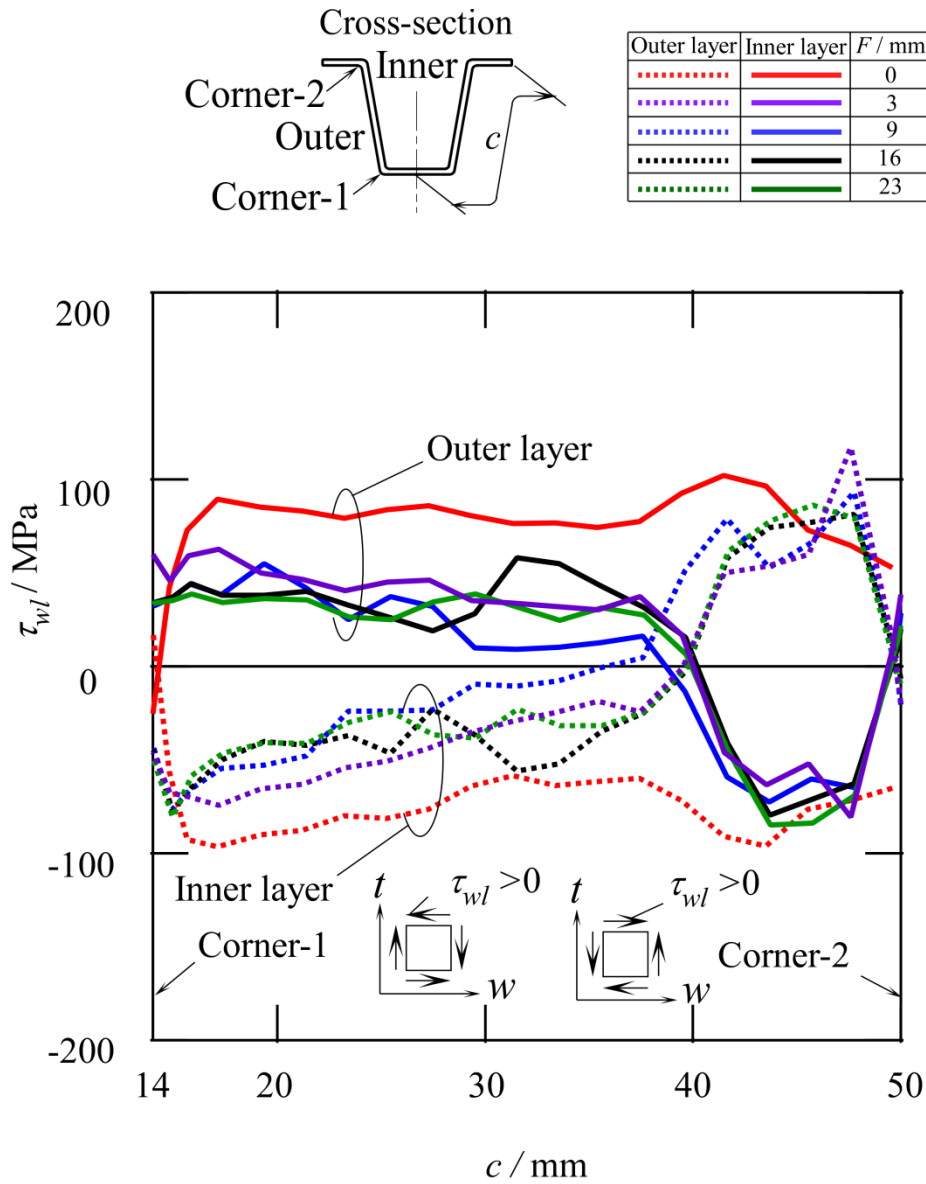 Cross-section
Inner
Corner-2
Outer
c
Corner-1
Outer layer Inner layer F / mm
0
3
9
16
23
200
100
0
-100
-200
τwl / MPa
Outer layer
Inner layer
t
τwl >0
w
t
τwl >0
w
Corner-1
Corner-2
14 20 30 40 50
c / mm